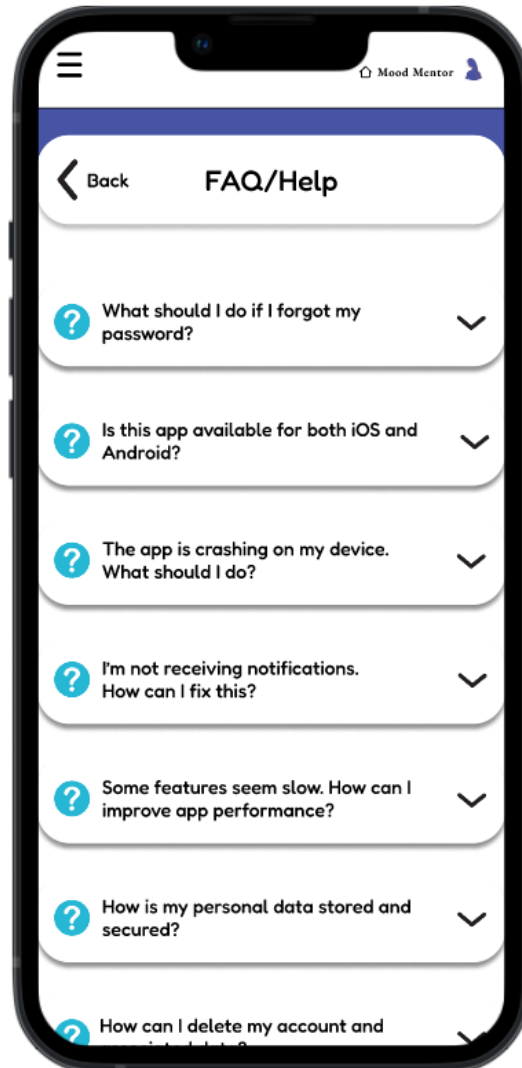 Mood Mentor
Back
FAQ/Help
What should I do if I forgot my
password?
Is this app available for both iOS and
Android?
The app is crashing on my device.
What should I do?
I'm not receiving notifications.
How can I fix this?
Some features seem slow. How can I
improve app performance?
How is my personal data stored and
secured?
How can I delete my account and